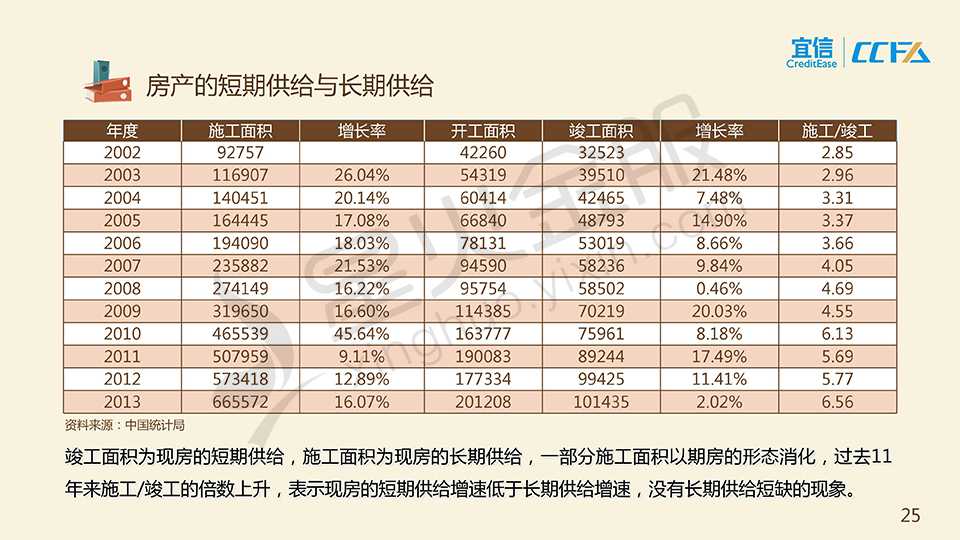 宜信 CCFA
CreditEase
房产的短期供给与长期供给
年度 施工面积 增长率 开工面积 竣工面积 增长率 施工/竣工
2002 92757 42260 32523 2.85
2003 116907 26.04% 54319 39510 21.48% 2.96
2004 140451 20.14% 60414 42465 7.48% 3.31
2005 164445 17.08% 66840 48793 14.90% 3.37
2006 194090 18.03% 78131 53019 8.66% 3.66
2007 235882 21.53% 94590 58236 9.84% 4.05
2008 274149 16.22% 95754 58502 0.46% 4.69
2009 319650 16.60% 114385 70219 20.03% 4.55
2010 465539 45.64% 163777 75961 8.18% 6.13
2011 507959 9.11% 190083 89244 17.49% 5.69
2012 573418 12.89% 177334 99425 11.41% 5.77
2013 665572 16.07% 201208 101435 2.02% 6.56
星火金服
xinghuo.yixin.com
资料来源：中国统计局
竣工面积为现房的短期供给，施工面积为现房的长期供给，一部分施工面积以期房的形态消化，过去11
年来施工/竣工的倍数上升，表示现房的短期供给增速低于长期供给增速，没有长期供给短缺的现象。
25